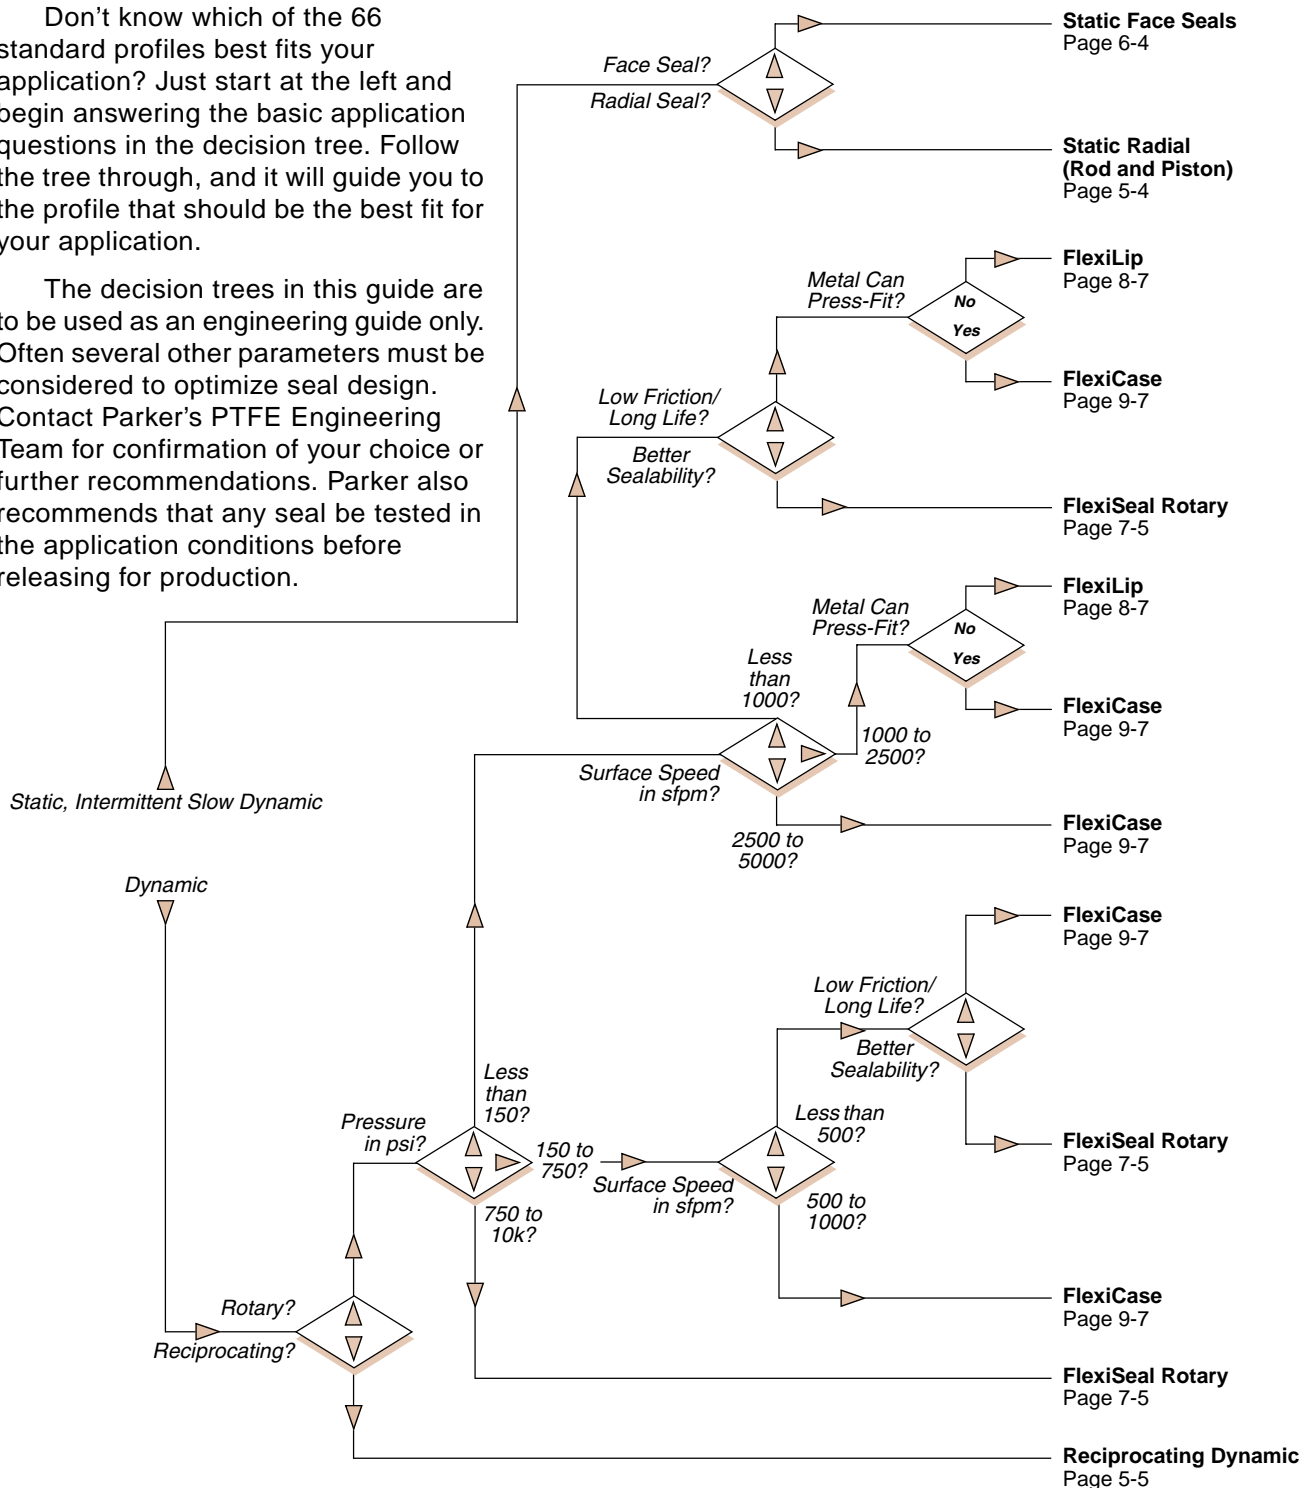 Don’t know which of the 66
standard profiles best fits your
application? Just start at the left and
begin answering the basic application
questions in the decision tree. Follow
the tree through, and it will guide you to
the profile that should be the best fit for
your application.
The decision trees in this guide are
to be used as an engineering guide only.
Often several other parameters must be
considered to optimize seal design.
Contact Parker’s PTFE Engineering
Team for confirmation of your choice or
further recommendations. Parker also
recommends that any seal be tested in
the application conditions before
releasing for production.
Face Seal?
Radial Seal?
Static Face Seals
Page 6-4
Static Radial
(Rod and Piston)
Page 5-4
Metal Can
Press-Fit?
No
Yes
FlexiLip
Page 8-7
FlexiCase
Page 9-7
Low Friction/
Long Life?
Better
Sealability?
FlexiSeal Rotary
Page 7-5
Metal Can
Press-Fit?
No
Yes
FlexiLip
Page 8-7
FlexiCase
Page 9-7
Less
than
1000?
1000 to
2500?
Surface Speed
in sfpm?
2500 to
5000?
FlexiCase
Page 9-7
Static, Intermittent Slow Dynamic
Dynamic
FlexiCase
Page 9-7
Low Friction/
Long Life?
Better
Sealability?
FlexiSeal Rotary
Page 7-5
Less
than
150?
Pressure
in psi?
150 to
750?
750 to
10k?
Less than
500?
Surface Speed
in sfpm?
500 to
1000?
FlexiCase
Page 9-7
Rotary?
Reciprocating?
FlexiSeal Rotary
Page 7-5
Reciprocating Dynamic
Page 5-5